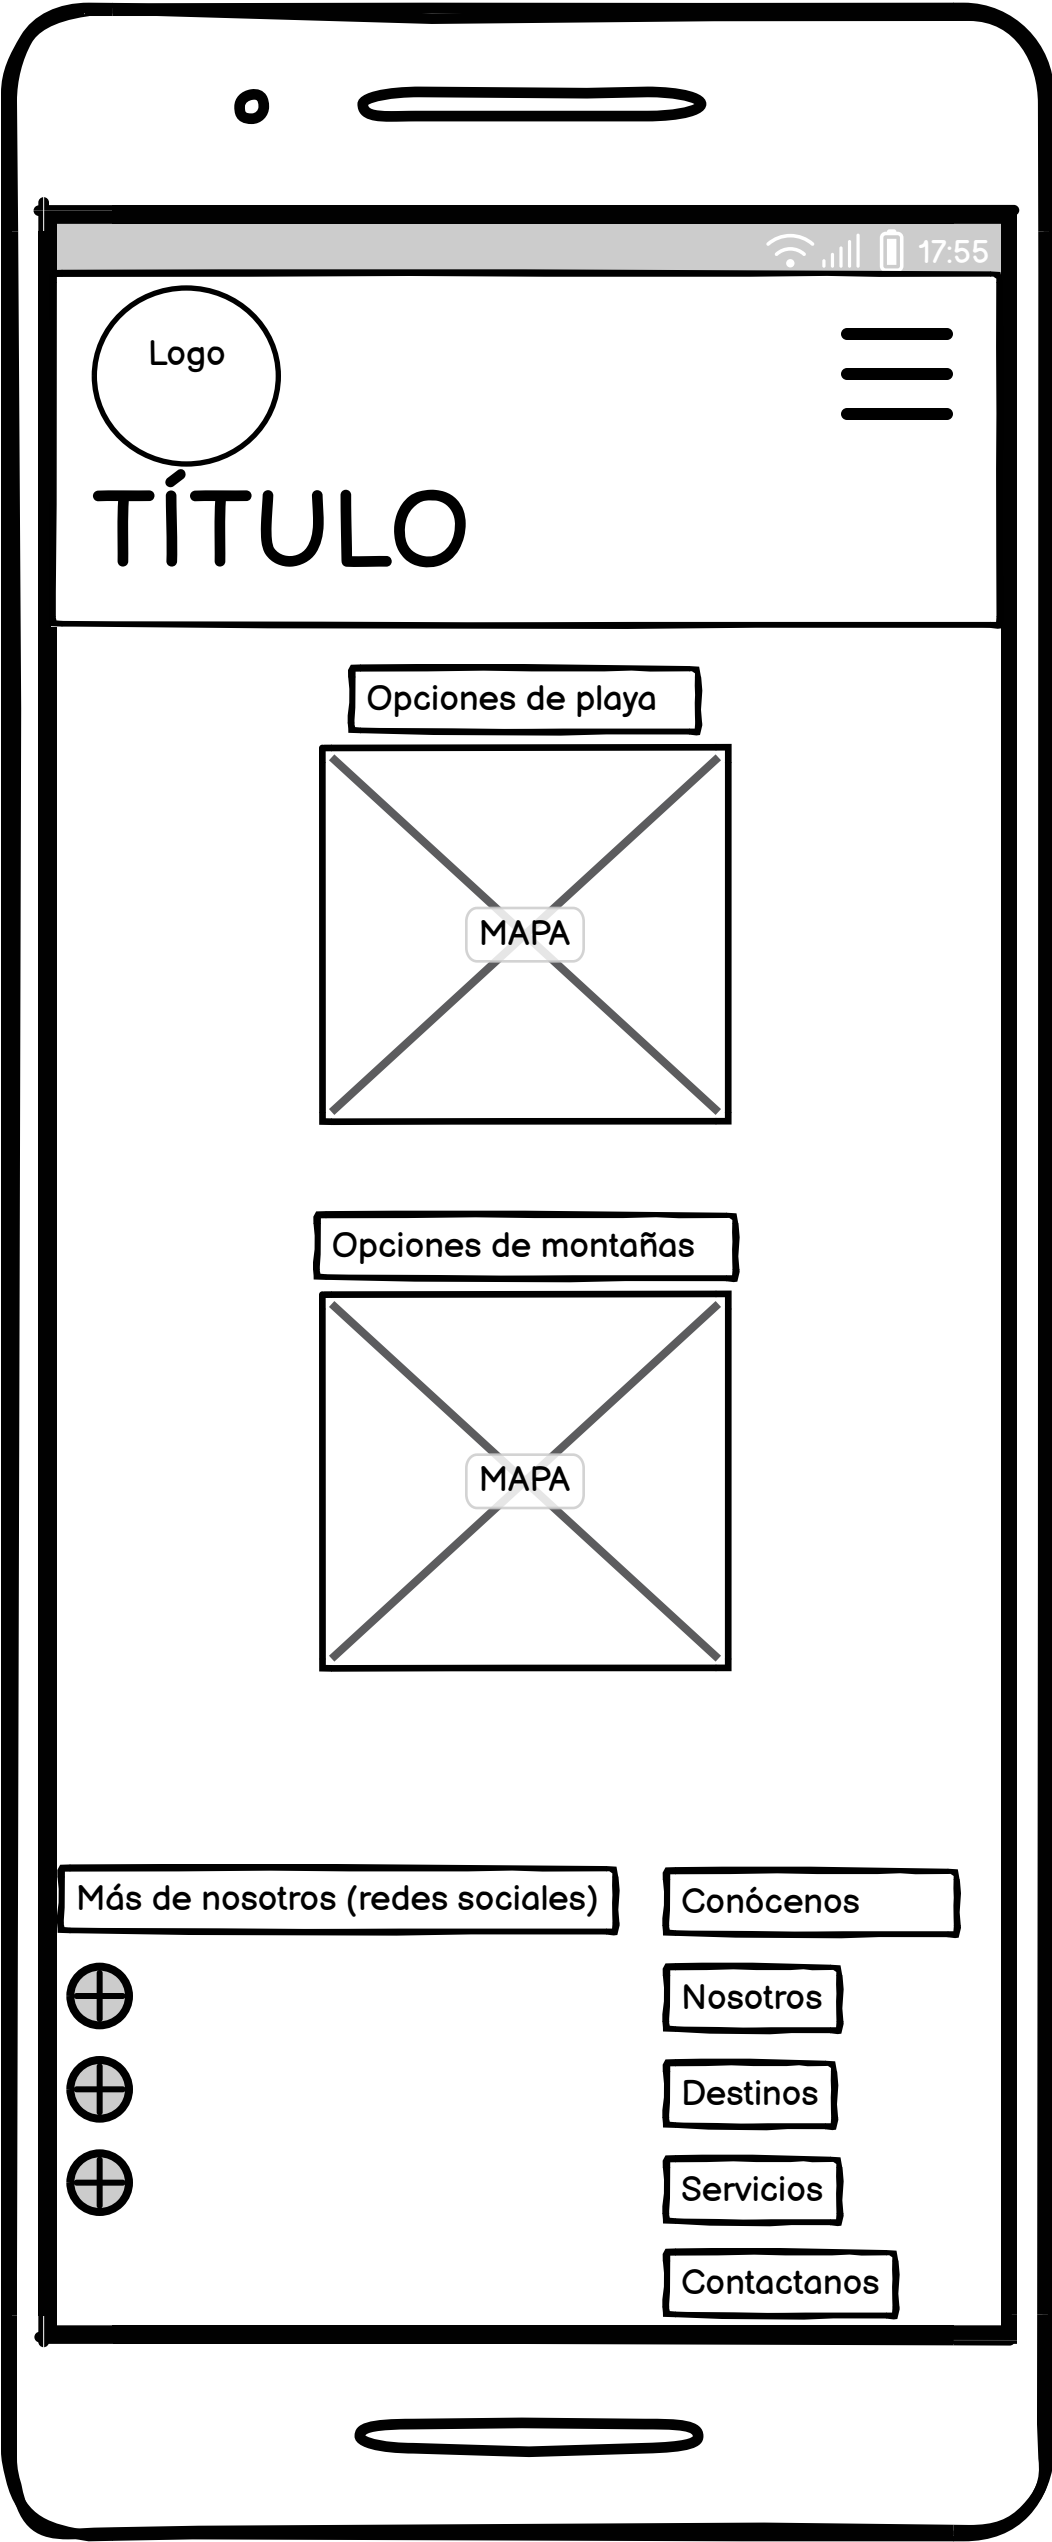 17:55
Logo
TÍTULO
Opciones de playa
MAPA
Opciones de montañas
MAPA
Más de nosotros (redes sociales)
Conócenos
Nosotros
Destinos
Servicios
Contactanos